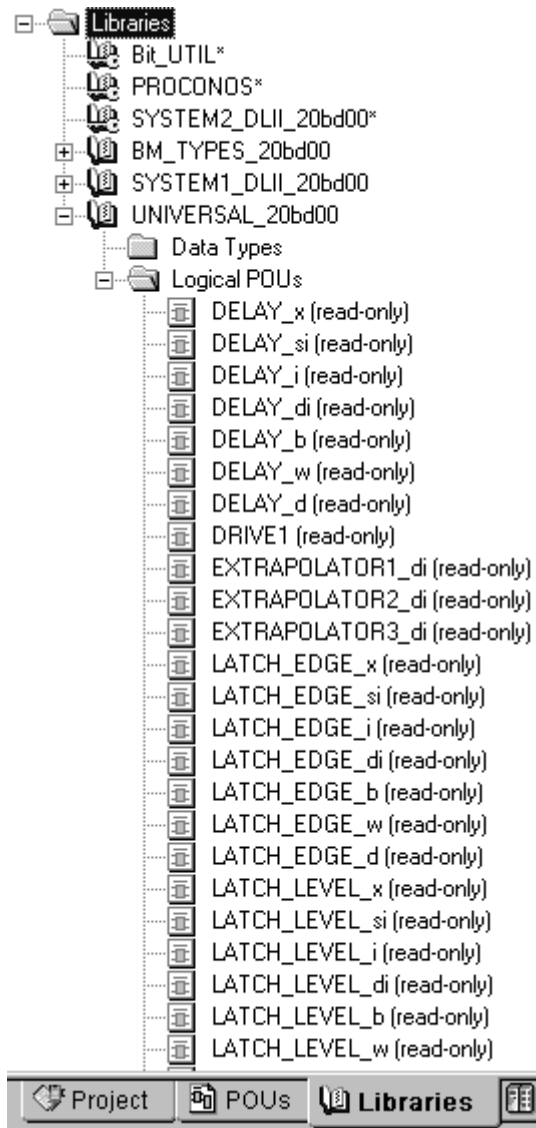 Libraries
Bit_UTIL*
PROCONOS*
SYSTEM2_DLII_20bd00*
BM_TYPES_20bd00
SYSTEM1_DLII_20bd00
UNIVERSAL_20bd00
Data Types
Logical POUs
DELAY_x (read-only)
DELAY_si (read-only)
DELAY_i (read-only)
DELAY_di (read-only)
DELAY_b (read-only)
DELAY_w (read-only)
DELAY_d (read-only)
DRIVE1 (read-only)
EXTRAPOLATOR1_di (read-only)
EXTRAPOLATOR2_di (read-only)
EXTRAPOLATOR3_di (read-only)
LATCH_EDGE_x (read-only)
LATCH_EDGE_si (read-only)
LATCH_EDGE_i (read-only)
LATCH_EDGE_di (read-only)
LATCH_EDGE_b (read-only)
LATCH_EDGE_w (read-only)
LATCH_EDGE_d (read-only)
LATCH_LEVEL_x (read-only)
LATCH_LEVEL_si (read-only)
LATCH_LEVEL_i (read-only)
LATCH_LEVEL_di (read-only)
LATCH_LEVEL_b (read-only)
LATCH_LEVEL_w (read-only)
Project POUs Libraries